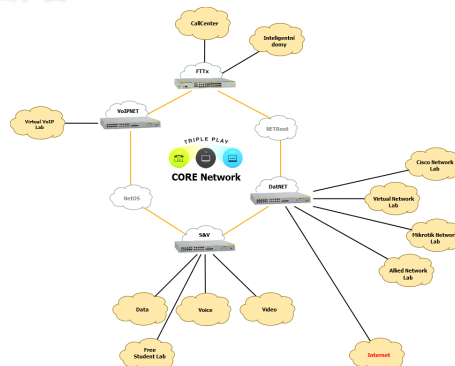 CallCenter
Inteligentní
domy
FTTx
VoIPNET
Virtual VoIP
Lab
NETBoot
TRIPLE PLAY
CORE Network
Cisco Network
Lab
DatNET
Virtual Network
Lab
NetOS
Mikrotik Network
Lab
S&V
Allied Network
Lab
Data
Voice
Video
Free
Student Lab
Internet